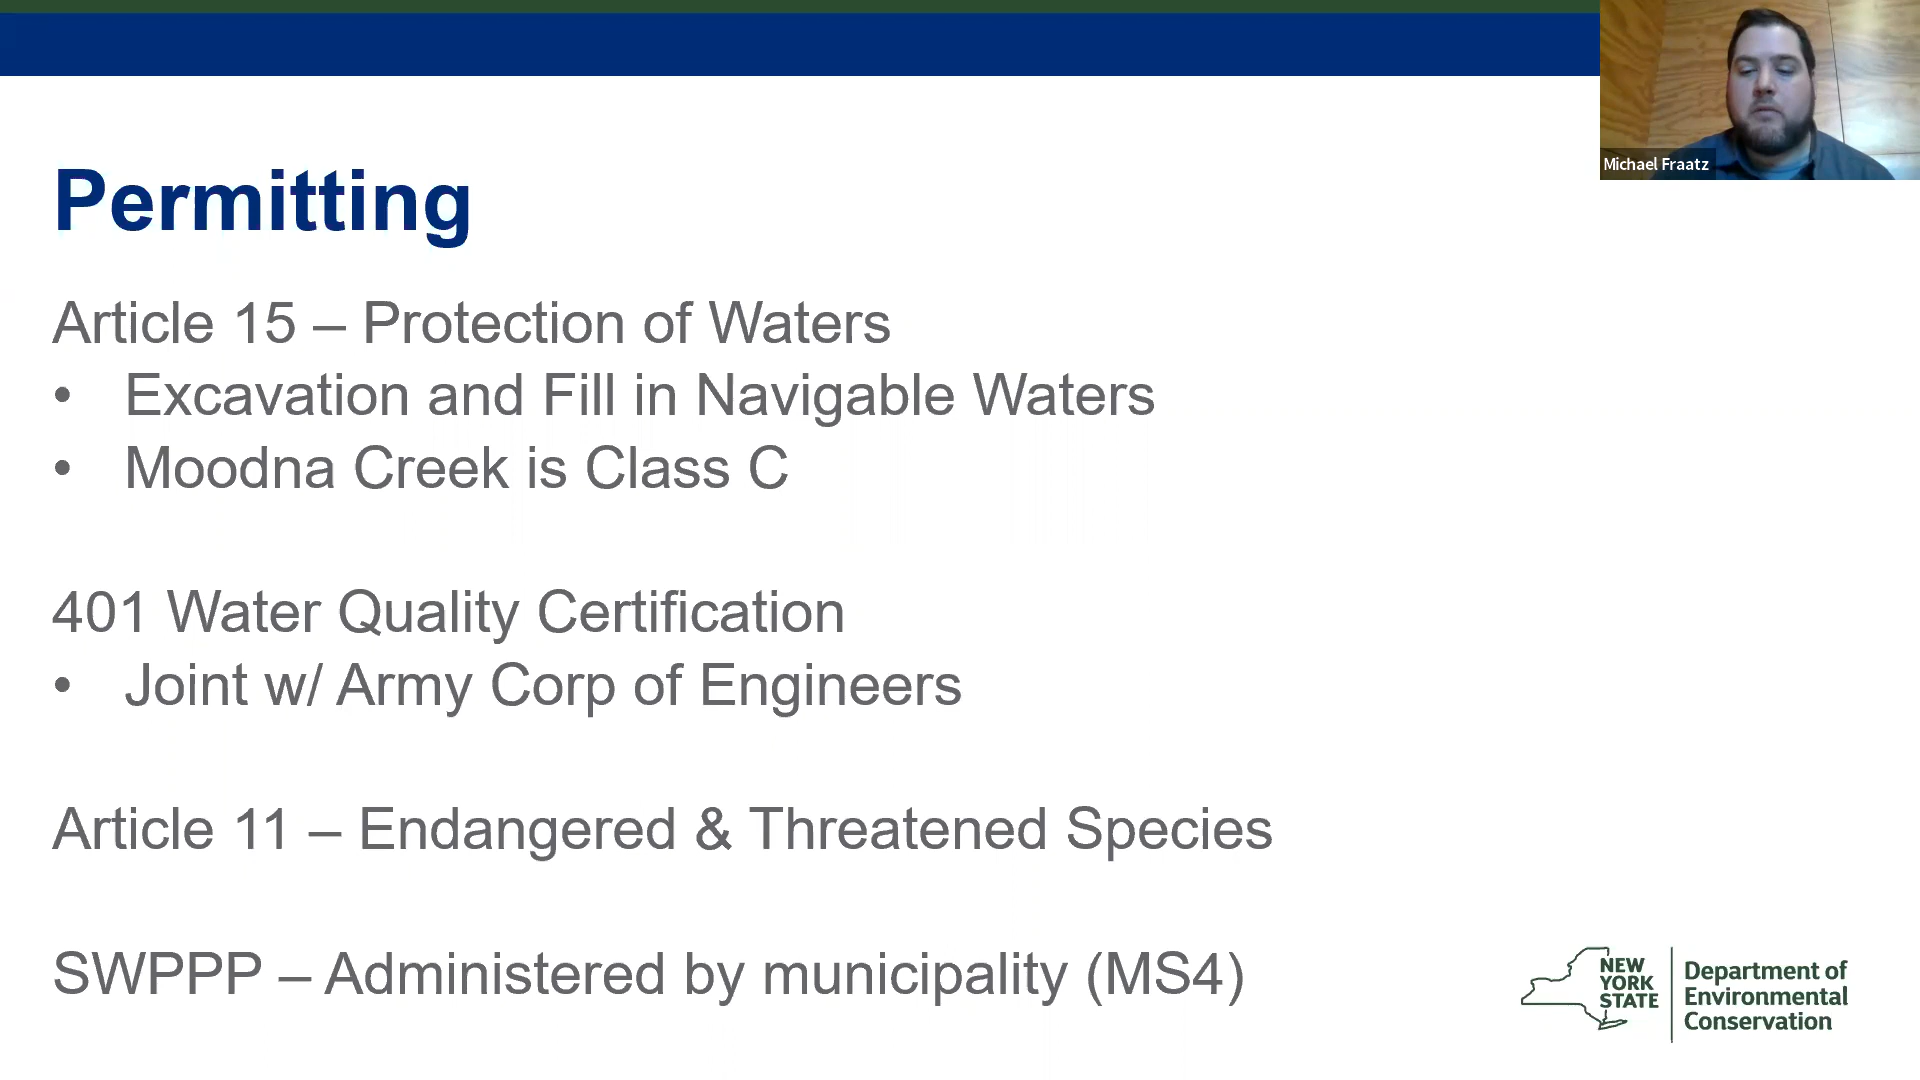 Michael Fraatz
Permitting
Article 15 – Protection of Waters
• Excavation and Fill in Navigable Waters
• Moodna Creek is Class C
401 Water Quality Certification
• Joint w/ Army Corp of Engineers
Article 11 – Endangered & Threatened Species
SWPPP – Administered by municipality (MS4)
NEW
YORK
STATE
Department of
Environmental
Conservation